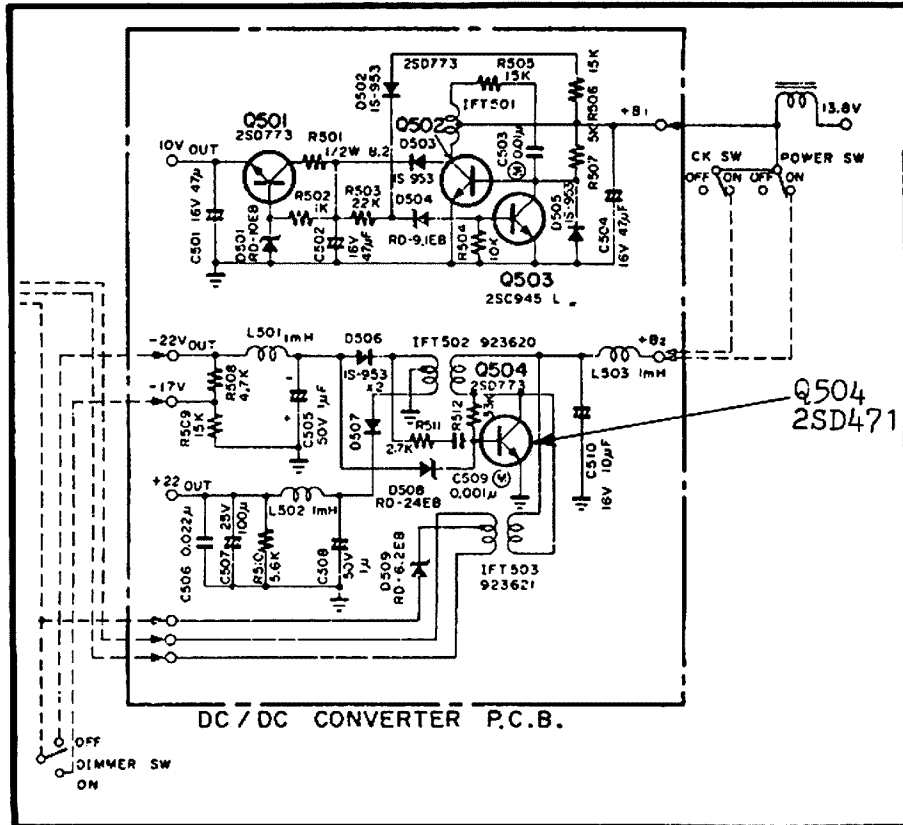 2SD773
R505
15K
D502
IS-953
IFT501
R506
15K
+B1
13.8V
Q501
2SD773
R501
1/2W 8.2
Q502
D503
IS 953
C503
0.01μ
R507
5K
10V OUT
CK SW
POWER SW
OFF
ON
OFF
ON
R502
1K
R503
22K
D504
RD-9.1EB
D505
IS-953
C504
16V 47μF
C501
16V 47μ
D501
RD-10EB
C502
16V
47μF
R504
10K
Q503
2SC945 L
-22V OUT
L501 1mH
D506
IS-953
x2
IFT502 923620
Q504
2SD773
+B2
L503 1mH
-17V
R508
4.7K
R509
15K
C505
50V 1μF
D507
R511
2.7K
R512
33K
Q504
2SD471
C509
0.001μ
D508
RD-24EB
C510
16V 10μF
+22 OUT
L502 1mH
C506
0.022μ
C507
25V
100μ
R510
5.6K
C508
50V
1μ
D509
RD-6.2EB
IFT503
923621
DC/DC CONVERTER P.C.B.
OFF
DIMMER SW
ON